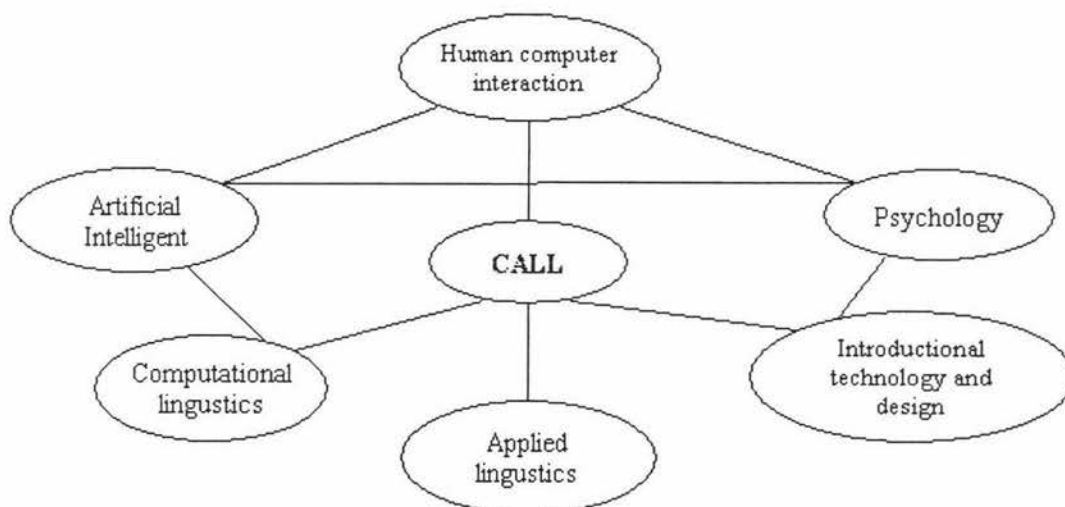 Human computer
interaction
Artificial
Intelligent
Psychology
CALL
Computational
lingustics
Introductional
technology and
design
Applied
lingustics